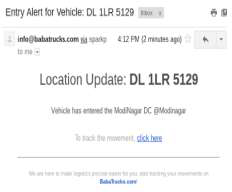 Entry Alert for Vehicle: DL 1LR 5129 Inbox x
info@babatrucks.com via sparkp 4:12 PM (2 minutes ago)
to me
Location Update: DL 1LR 5129
Vehicle has entered the ModiNagar DC @Modinagar
To track the movement, click here
We are here to make logistics process easier for you, start tracking your movements on
BabaTrucks.com!